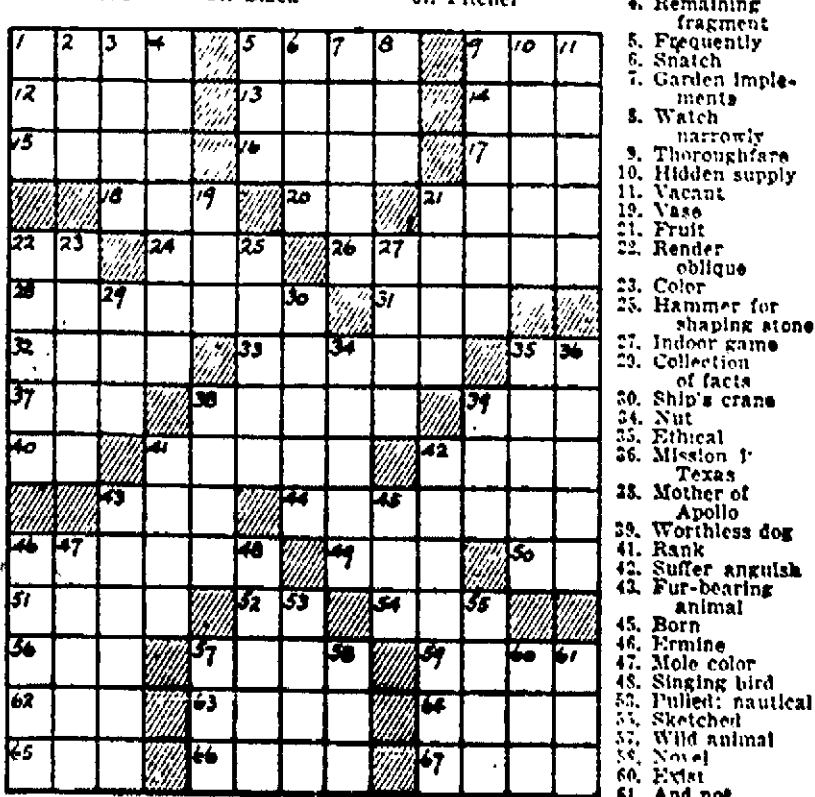 on Pitcher
4. Remaining
fragment
5. Frequently
6. Snatch
7. Garden imple-
ments
8. Watch
narrowly
9. Thoroughfare
10. Hidden supply
11. Vacant
19. Vase
21. Fruit
22. Render
oblique
23. Color
25. Hammer for
shaping stone
27. Indoor game
29. Collection
of facts
30. Ship's crane
34. Nut
35. Ethical
36. Mission
Texas
38. Mother of
Apollo
39. Worthless dog
41. Rank
42. Suffer anguish
43. Fur-bearing
animal
45. Born
46. Ermine
47. Mole color
48. Singing bird
53. Pulled: nautical
55. Sketched
57. Wild animal
58. Novel
60. Exist
61. And not
1 2 3 4 5 6 7 8 9 10 11
12 13 14
15 16 17
18 19 20 21
22 23 24 25 26 27
28 29 30 31
32 33 34 35 36
37 38 39
40 41 42
43 44 45
46 47 48 49 50
51 52 53 54 55
56 57 58 59 60 61
62 63 64
65 66 67